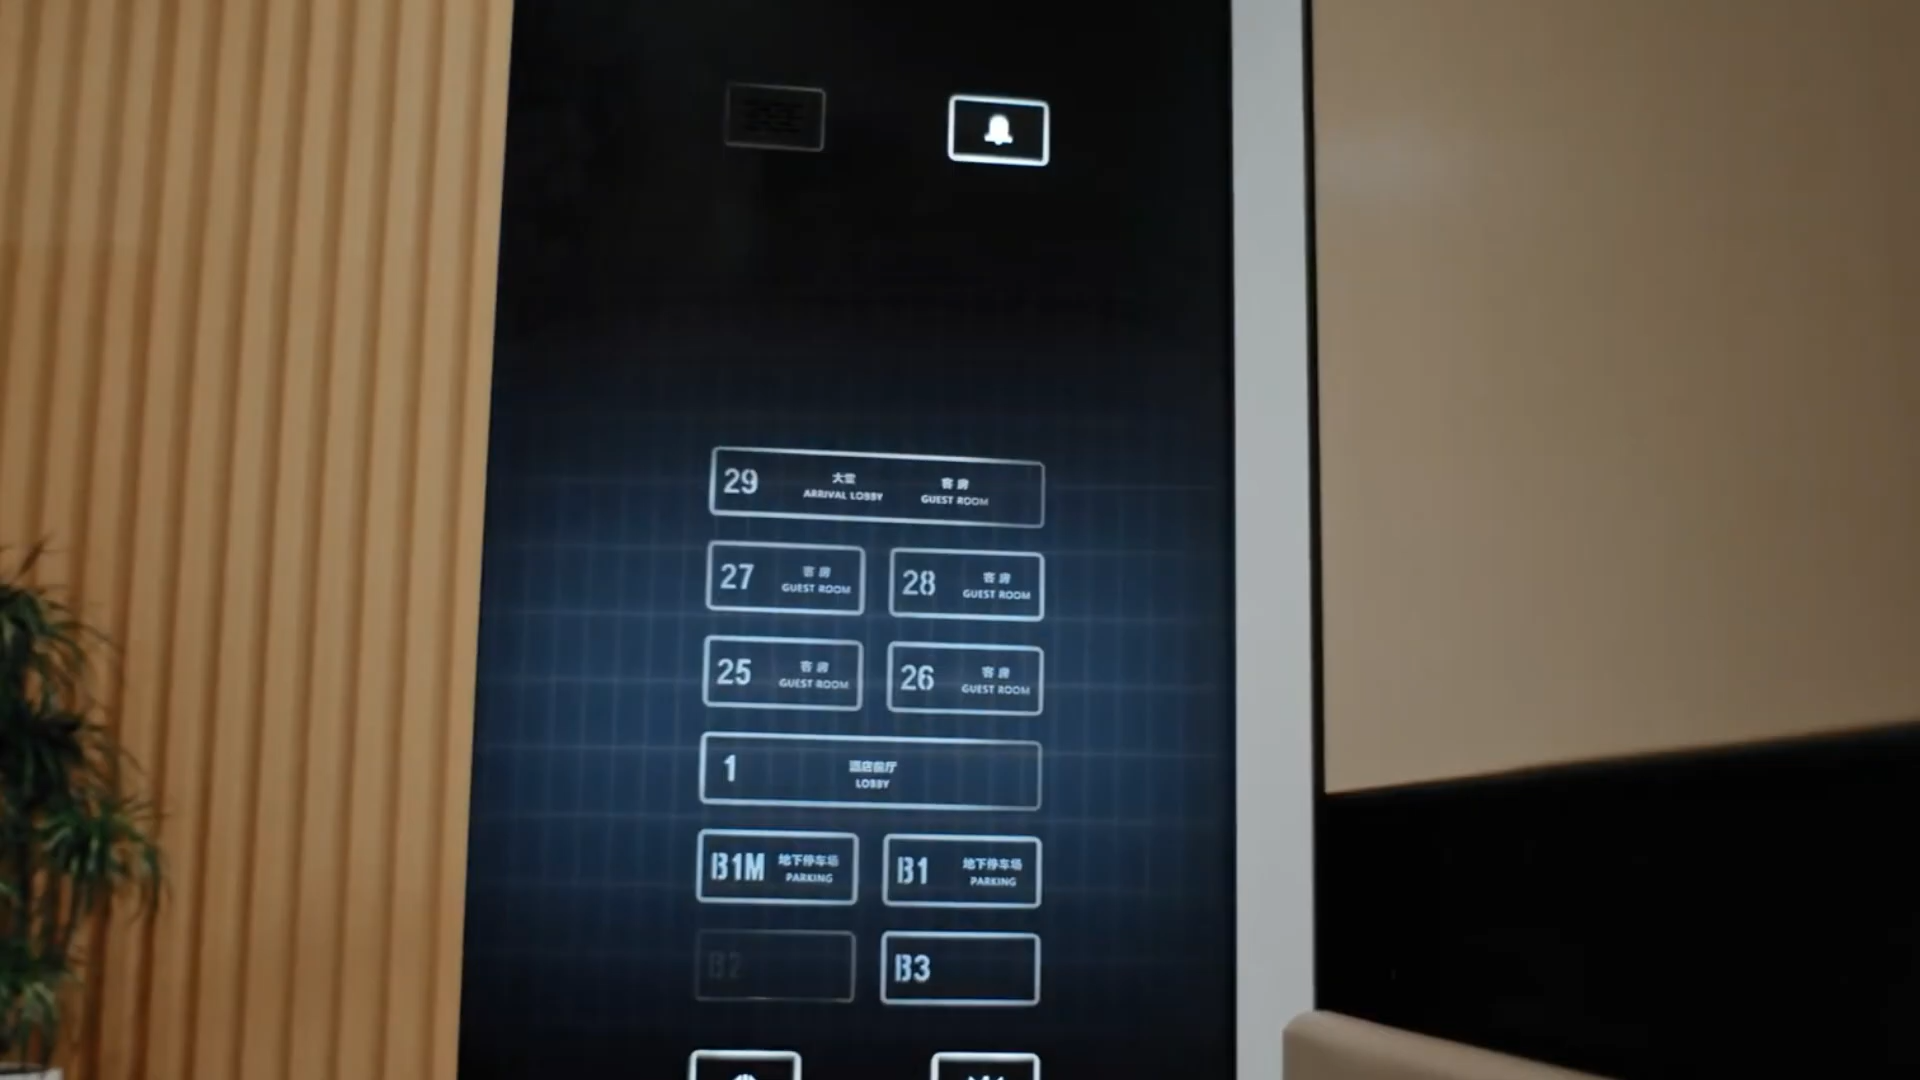 29 大堂 客房
ARRIVAL LOBBY GUEST ROOM
27 客房
GUEST ROOM
28 客房
GUEST ROOM
25 客房
GUEST ROOM
26 客房
GUEST ROOM
1 酒店前厅
LOBBY
B1M 地下停车场
PARKING
B1 地下停车场
PARKING
B2
B3